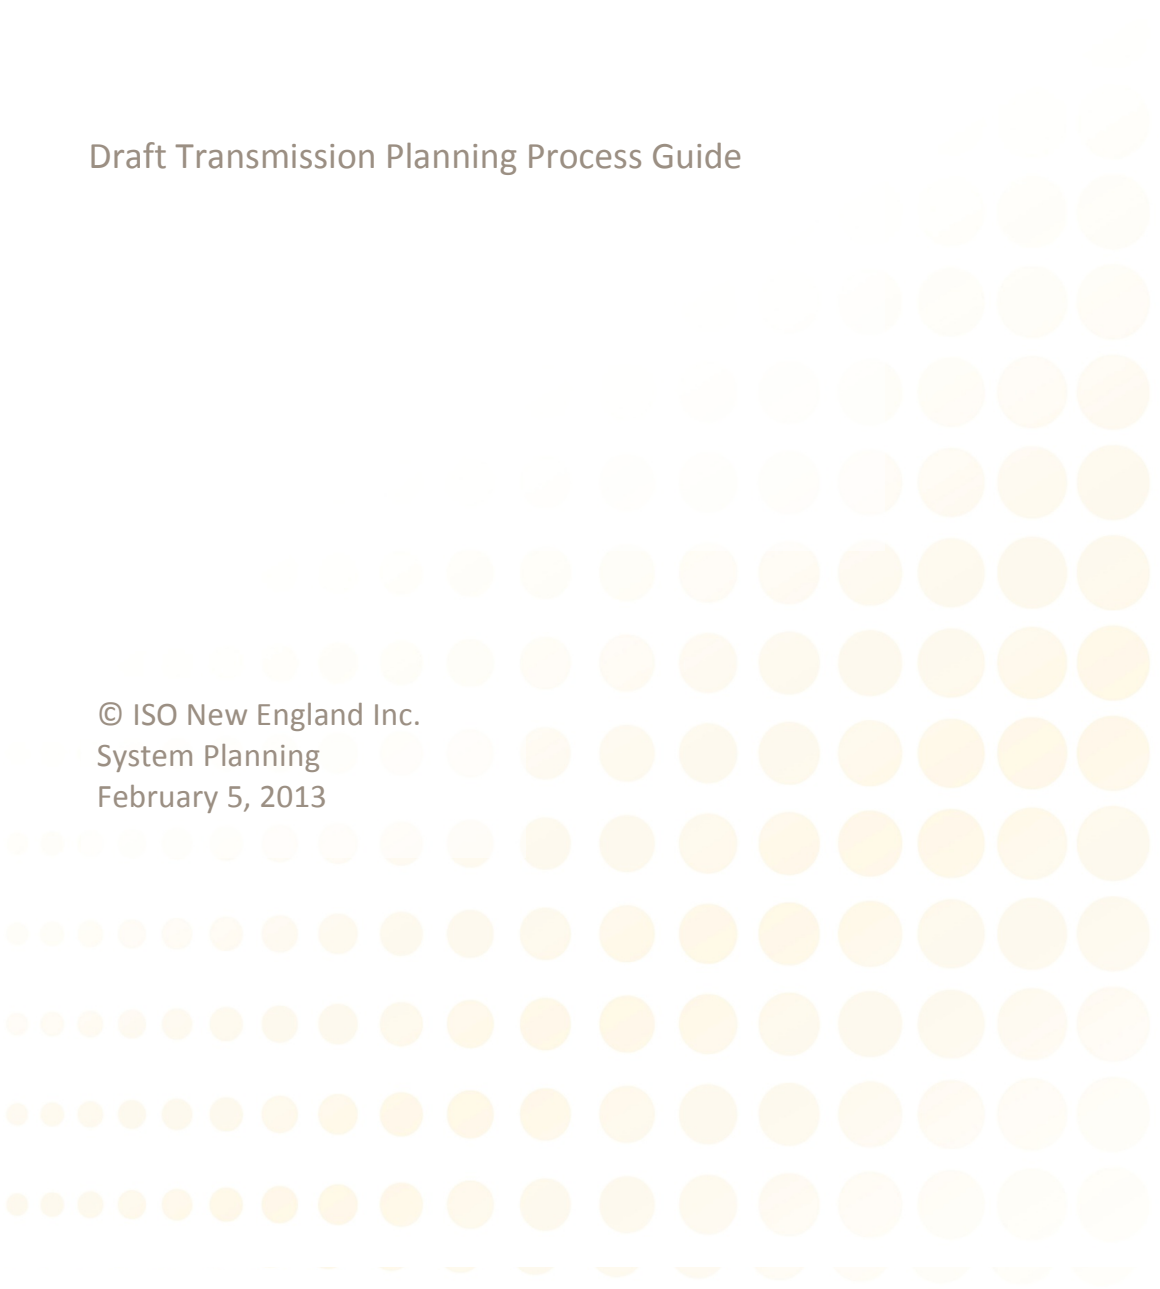 Draft Transmission Planning Process Guide
© ISO New England Inc.
System Planning
February 5, 2013